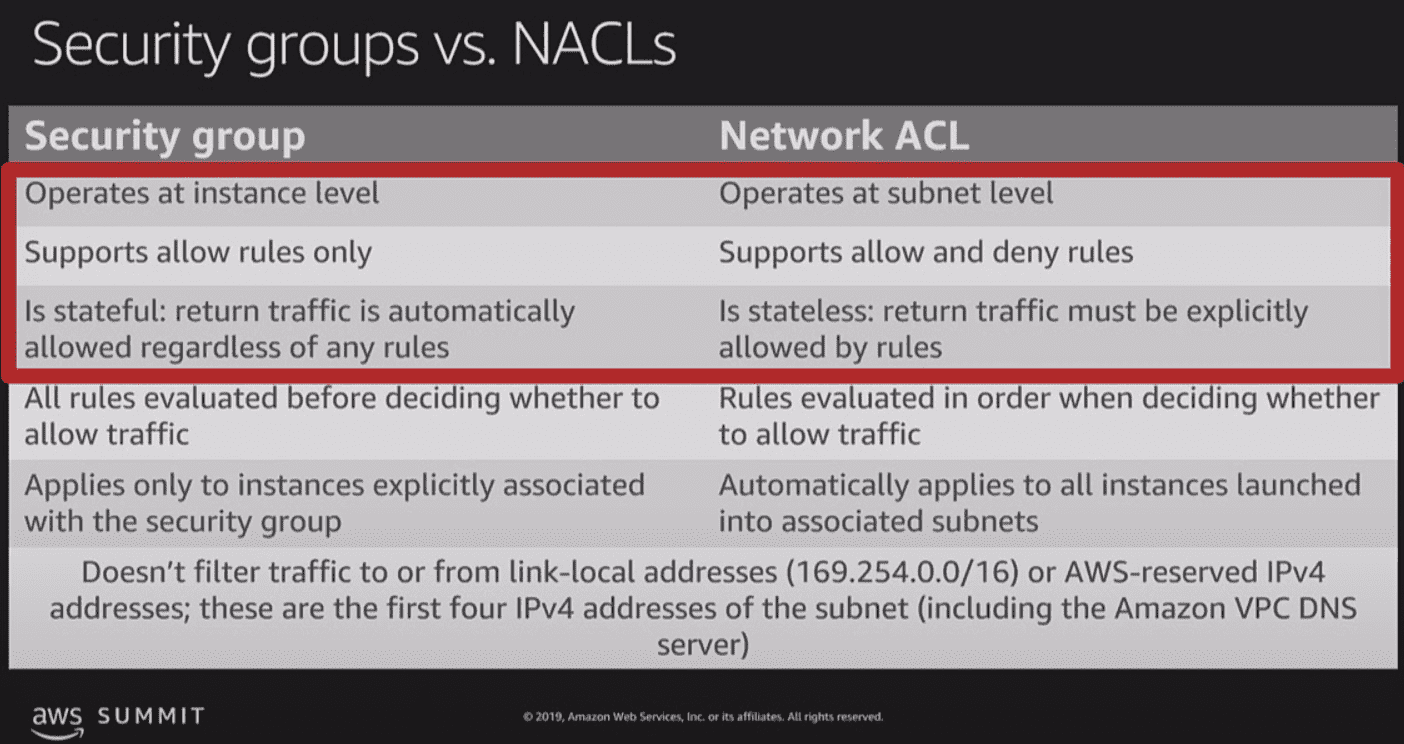 Security groups vs. NACLs
Security group
Network ACL
Operates at instance level
Operates at subnet level
Supports allow rules only
Supports allow and deny rules
Is stateful: return traffic is automatically
allowed regardless of any rules
Is stateless: return traffic must be explicitly
allowed by rules
All rules evaluated before deciding whether to
allow traffic
Rules evaluated in order when deciding whether
to allow traffic
Applies only to instances explicitly associated
with the security group
Automatically applies to all instances launched
into associated subnets
Doesn’t filter traffic to or from link-local addresses (169.254.0.0/16) or AWS-reserved IPv4
addresses; these are the first four IPv4 addresses of the subnet (including the Amazon VPC DNS
server)
aws SUMMIT
© 2019, Amazon Web Services, Inc. or its affiliates. All rights reserved.